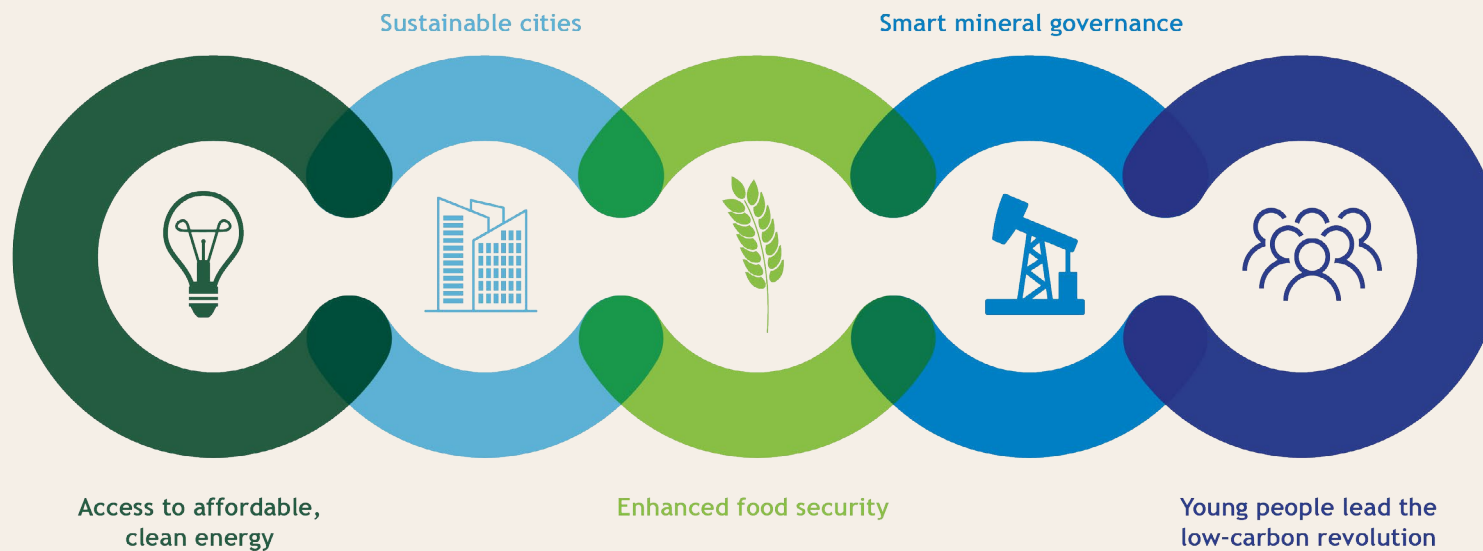 Sustainable cities
Smart mineral governance
Access to affordable,
clean energy
Enhanced food security
Young people lead the
low-carbon revolution